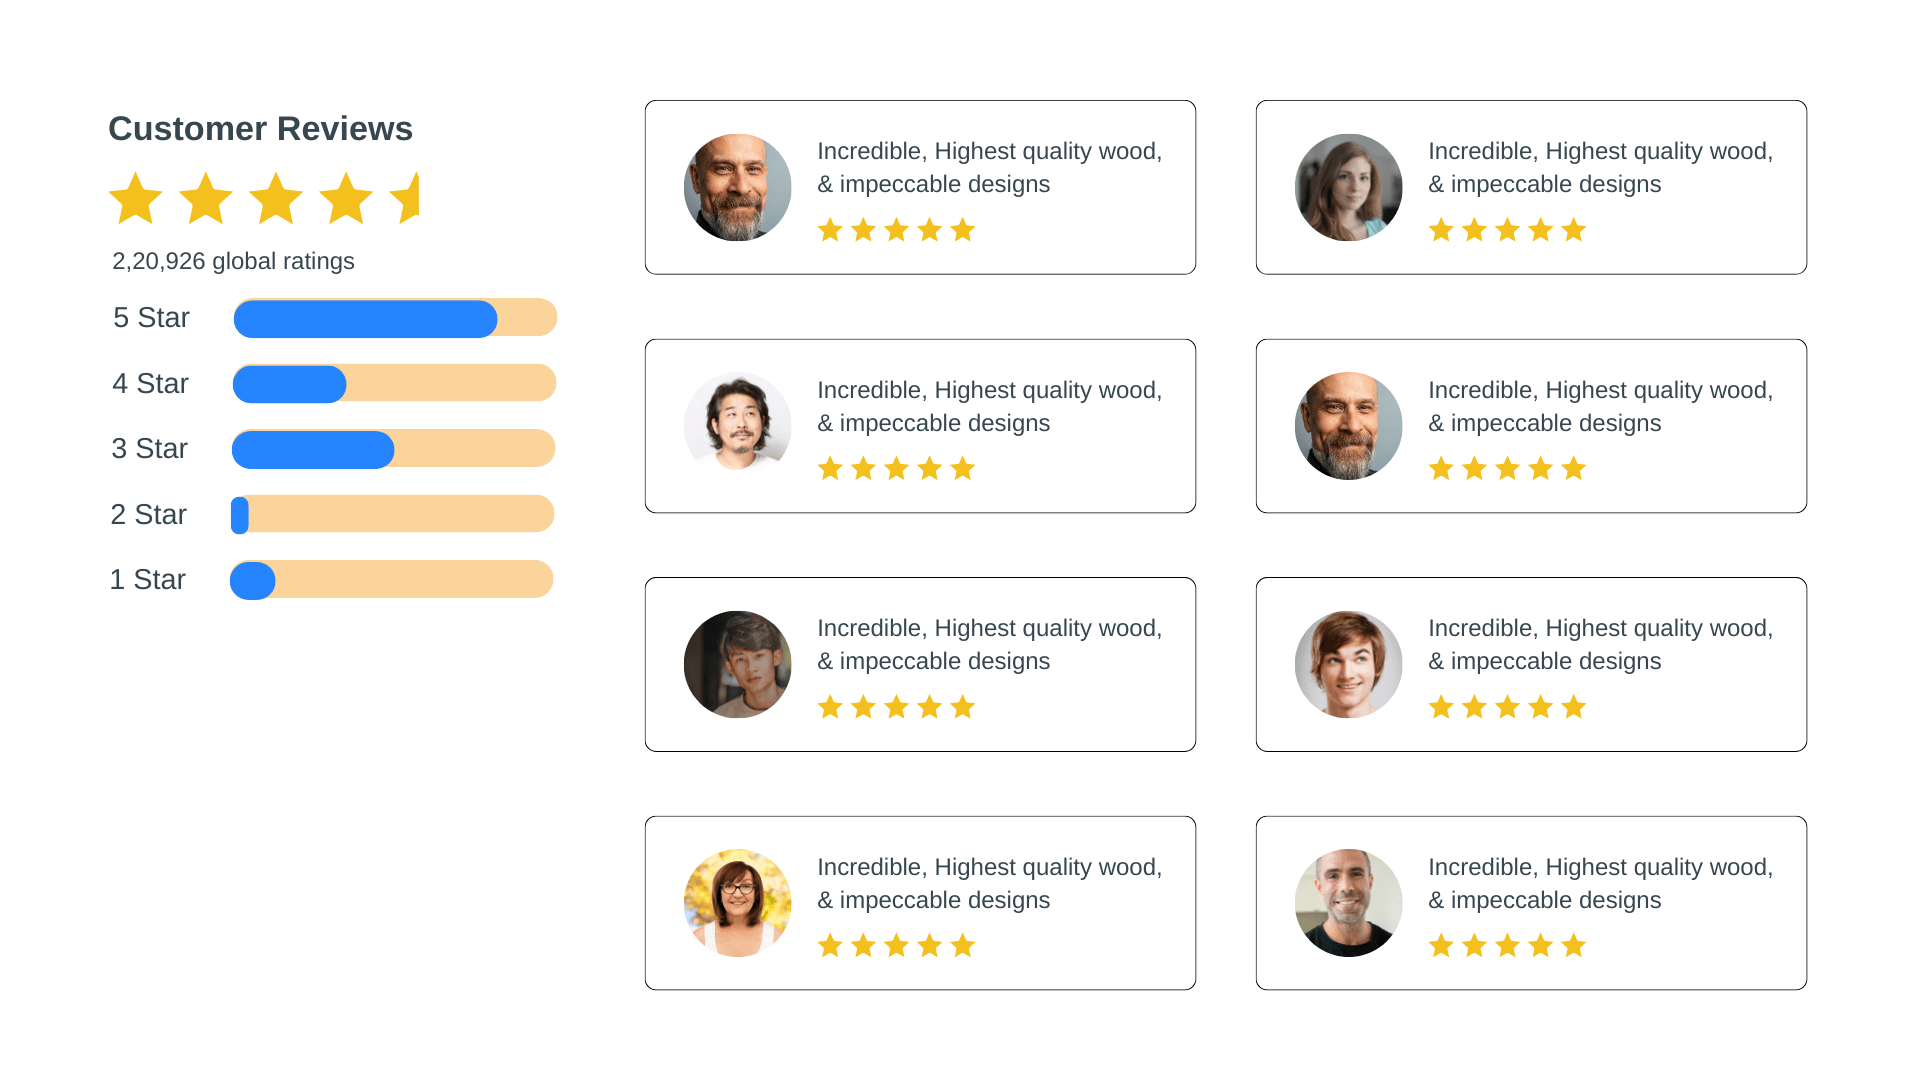 Customer Reviews
2,20,926 global ratings
5 Star
4 Star
3 Star
2 Star
1 Star
Incredible, Highest quality wood,
& impeccable designs
Incredible, Highest quality wood,
& impeccable designs
Incredible, Highest quality wood,
& impeccable designs
Incredible, Highest quality wood,
& impeccable designs
Incredible, Highest quality wood,
& impeccable designs
Incredible, Highest quality wood,
& impeccable designs
Incredible, Highest quality wood,
& impeccable designs
Incredible, Highest quality wood,
& impeccable designs